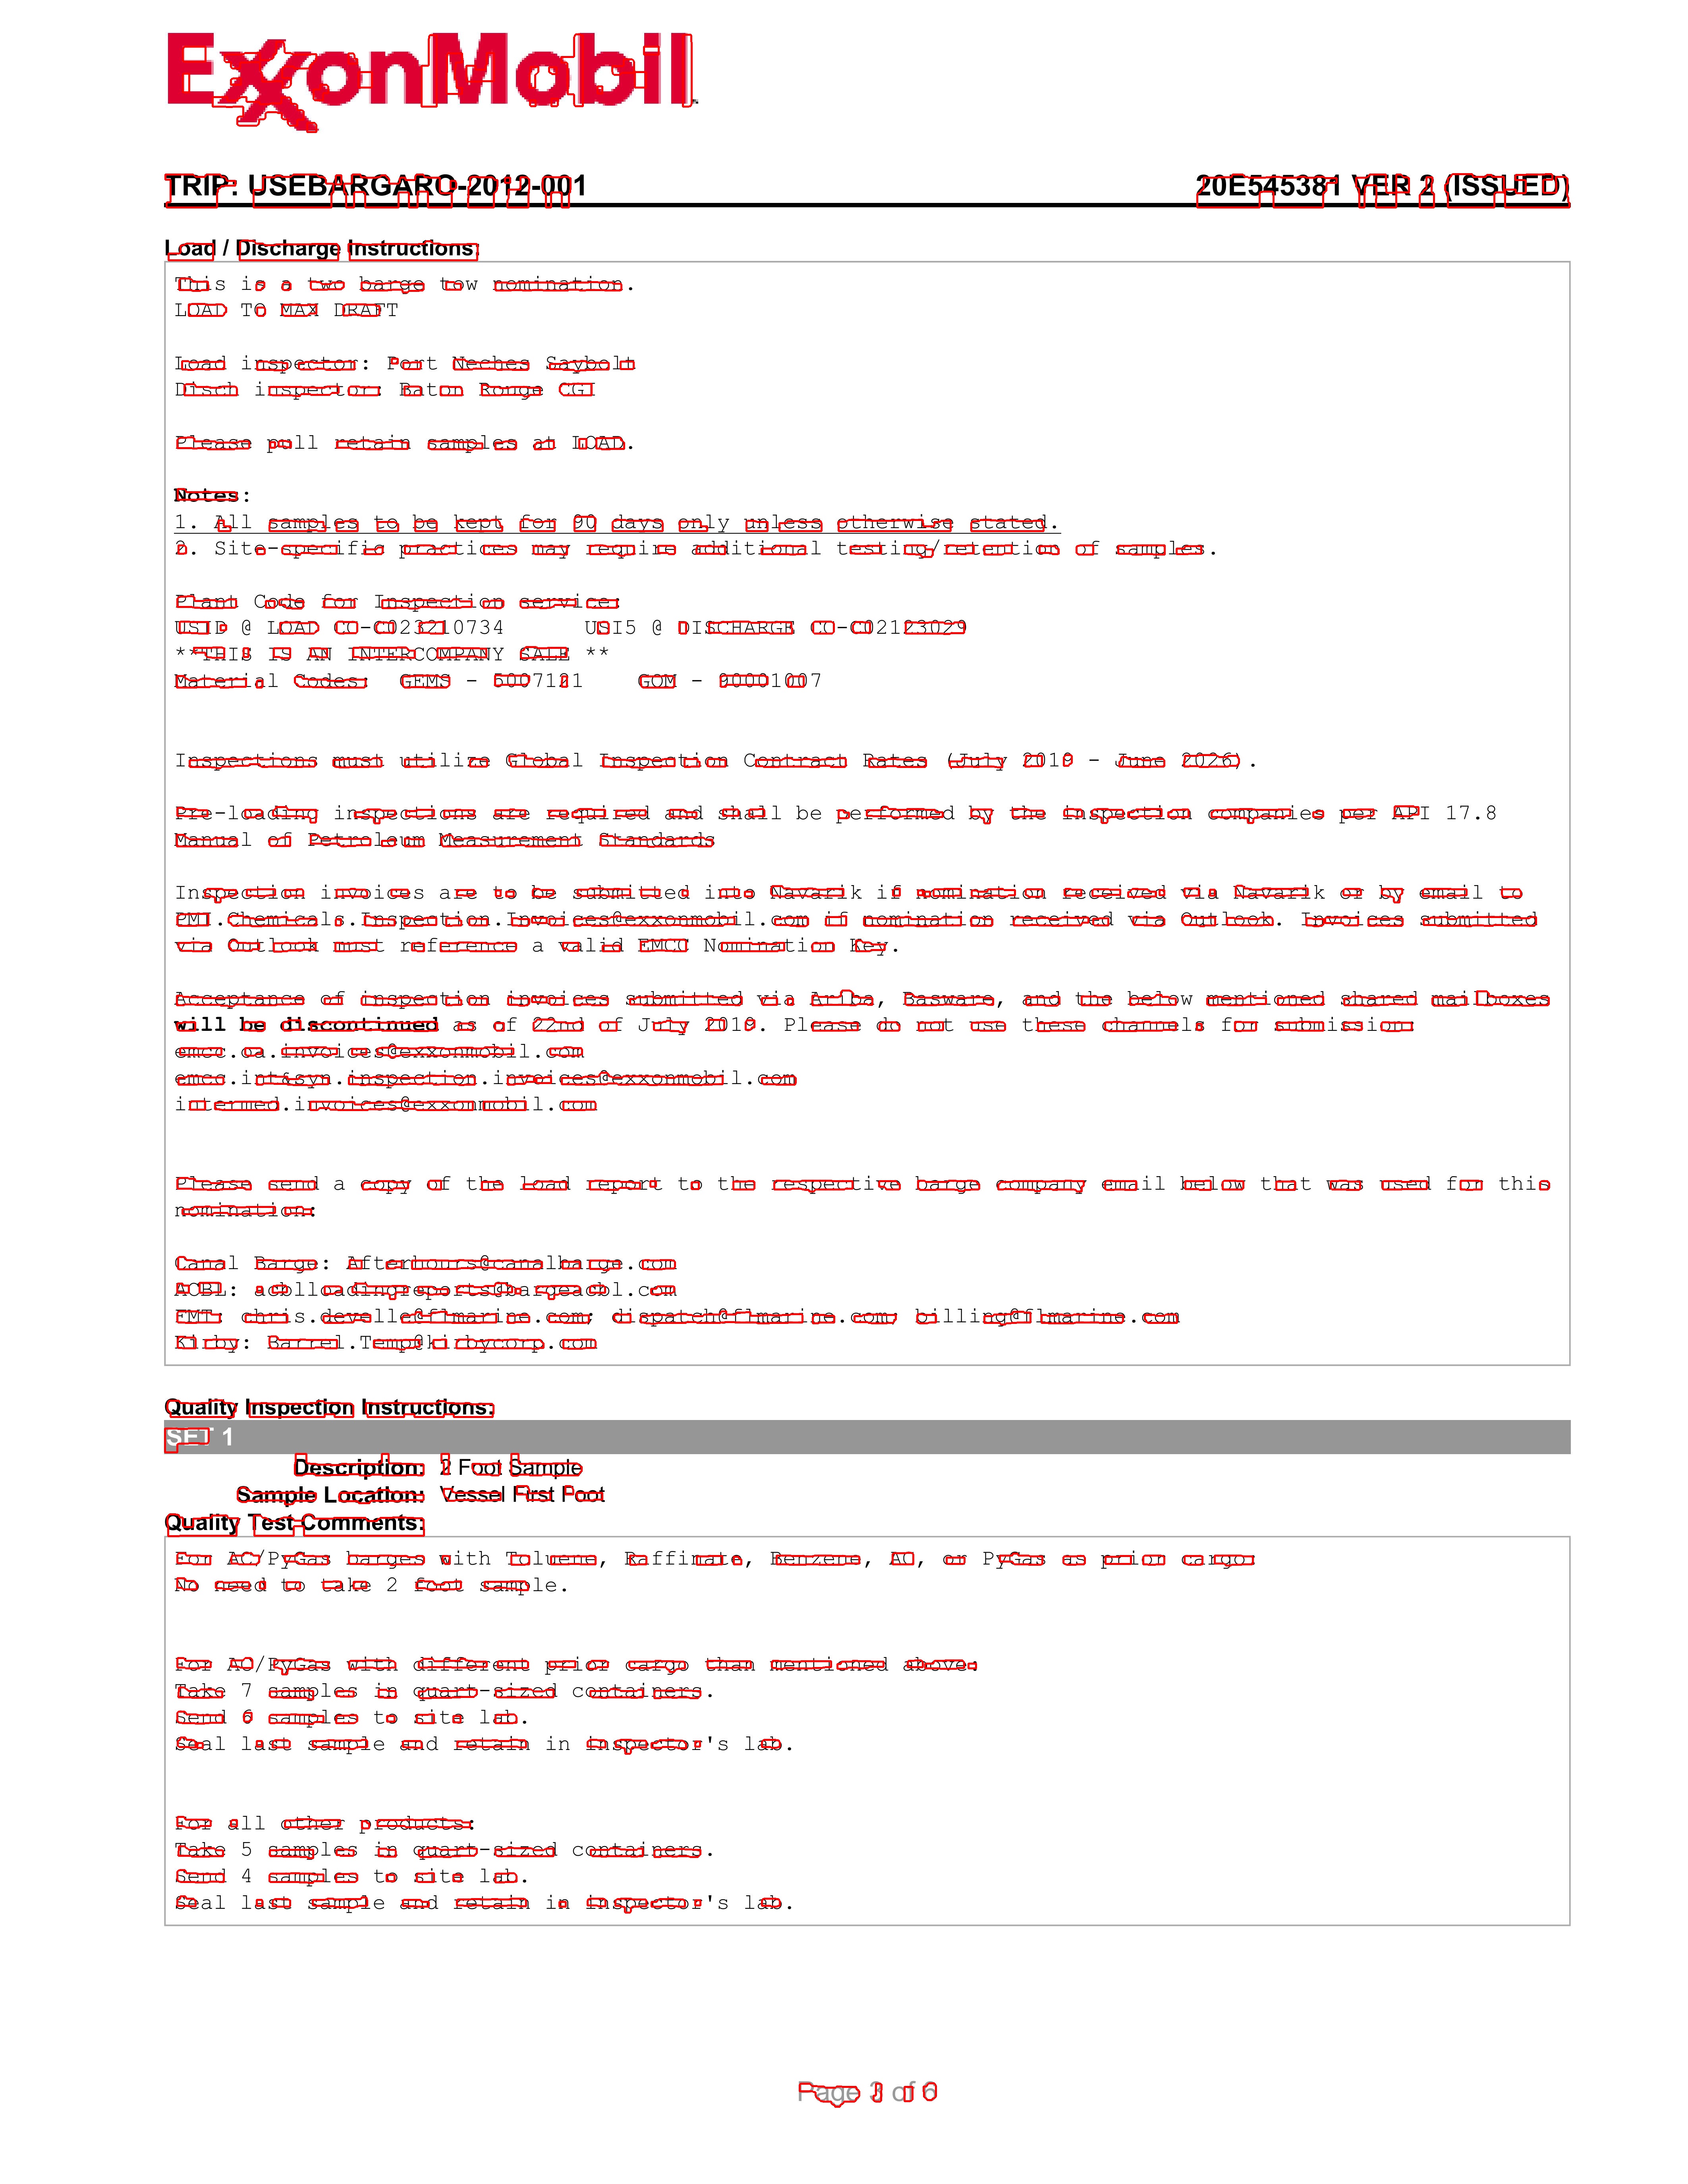 ExxonMobil
TRIP: USEBARGARO-2012-001 20E545381 VER 2 (ISSUED)
Load / Discharge Instructions:
This is a two barge tow nomination.
LOAD TO MAX DRAFT
Load inspector: Port Neches Saybolt
Disch inspector: Baton Rouge CGI
Please pull retain samples at LOAD.
Notes:
1. All samples to be kept for 90 days only unless otherwise stated.
2. Site-specific practices may require additional testing/retention of samples.
Plant Code for Inspection service:
USID @ LOAD CO-C023210734 USI5 @ DISCHARGE CO-C02123029
**THIS IS AN INTERCOMPANY SALE **
Material Codes: GEMS - 5007121 GOM - 90001007
Inspections must utilize Global Inspection Contract Rates (July 2019 - June 2026).
Pre-loading inspections are required and shall be performed by the inspection companies per API 17.8
Manual of Petroleum Measurement Standards
Inspection invoices are to be submitted into Navarik if nomination received via Navarik or by email to
PMI.Chemicals.Inspection.Invoices@exxonmobil.com if nomination received via Outlook. Invoices submitted
via Outlook must reference a valid EMCC Nomination Key.
Acceptance of inspection invoices submitted via Ariba, Basware, and the below mentioned shared mailboxes
will be discontinued as of 22nd of July 2019. Please do not use these channels for submission:
emcc.oa.invoices@exxonmobil.com
emcc.int&syn.inspection.invoices@exxonmobil.com
intermed.invoices@exxonmobil.com
Please send a copy of the load report to the respective barge company email below that was used for this
nomination:
Canal Barge: Afterhours@canalbarge.com
ACBL: acblloadingreports@bargeacbl.com
FMT: chris.develle@flmarine.com; dispatch@flmarine.com; billing@flmarine.com
Kirby: Barrel.Temp@kirbycorp.com
Quality Inspection Instructions:
SET 1
Description: 2 Foot Sample
Sample Location: Vessel First Foot
Quality Test Comments:
For AC/PyGas barges with Toluene, Raffinate, Benzene, AO, or PyGas as prior cargo:
No need to take 2 foot sample.
For AO/PyGas with different prior cargo than mentioned above:
Take 7 samples in quart-sized containers.
Send 6 samples to site lab.
Seal last sample and retain in inspector's lab.
For all other products:
Take 5 samples in quart-sized containers.
Send 4 samples to site lab.
Seal last sample and retain in inspector's lab.
Page 3 of 6